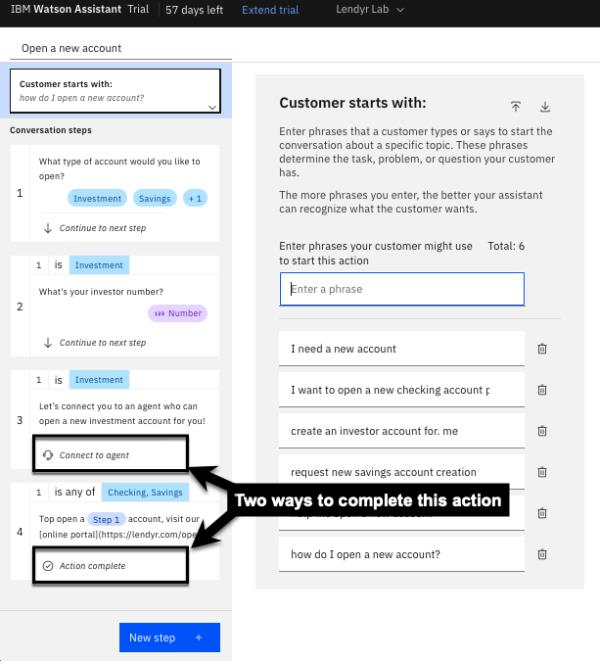 IBM Watson Assistant Trial 57 days left Extend trial Lendyr Lab
Open a new account
Customer starts with:
how do I open a new account?
Conversation steps
1
What type of account would you like to
open?
Investment Savings + 1
Continue to next step
1 is Investment
2
What's your investor number?
123 Number
Continue to next step
1 is Investment
3
Let's connect you to an agent who can
open a new investment account for you!
Connect to agent
1 is any of Checking, Savings
4
Top open a Step 1 account, visit our
[online portal](https://lendyr.com/ope
Action complete
New step +
Two ways to complete this action
Customer starts with:
Enter phrases that a customer types or says to start the
conversation about a specific topic. These phrases
determine the task, problem, or question your customer
has.
The more phrases you enter, the better your assistant
can recognize what the customer wants.
Enter phrases your customer might use Total: 6
to start this action
Enter a phrase
I need a new account
I want to open a new checking account p
create an investor account for. me
request new savings account creation
how do I open a new account?